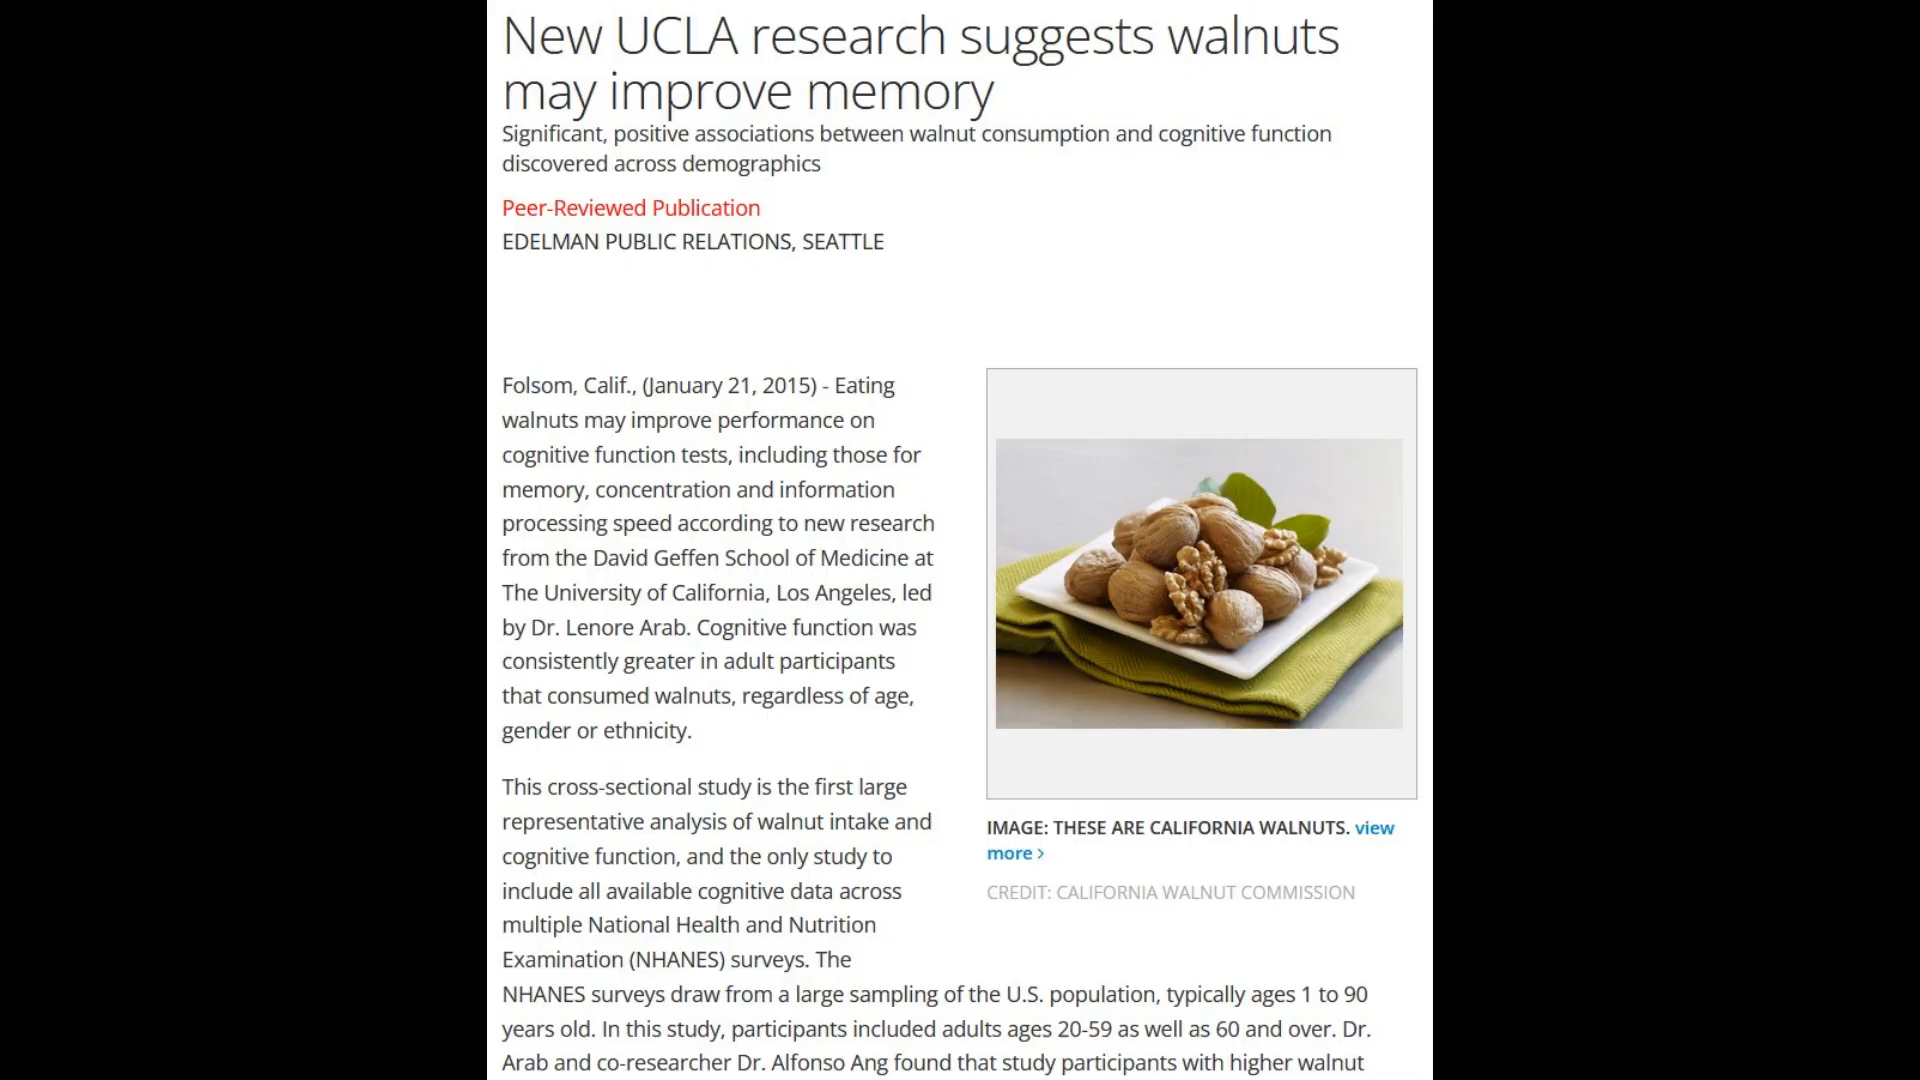 New UCLA research suggests walnuts
may improve memory
Significant, positive associations between walnut consumption and cognitive function
discovered across demographics
Peer-Reviewed Publication
EDELMAN PUBLIC RELATIONS, SEATTLE
Folsom, Calif., (January 21, 2015) - Eating
walnuts may improve performance on
cognitive function tests, including those for
memory, concentration and information
processing speed according to new research
from the David Geffen School of Medicine at
The University of California, Los Angeles, led
by Dr. Lenore Arab. Cognitive function was
consistently greater in adult participants
that consumed walnuts, regardless of age,
gender or ethnicity.
This cross-sectional study is the first large
representative analysis of walnut intake and
cognitive function, and the only study to
include all available cognitive data across
multiple National Health and Nutrition
Examination (NHANES) surveys. The
NHANES surveys draw from a large sampling of the U.S. population, typically ages 1 to 90
years old. In this study, participants included adults ages 20-59 as well as 60 and over. Dr.
Arab and co-researcher Dr. Alfonso Ang found that study participants with higher walnut
IMAGE: THESE ARE CALIFORNIA WALNUTS. view
more >
CREDIT: CALIFORNIA WALNUT COMMISSION